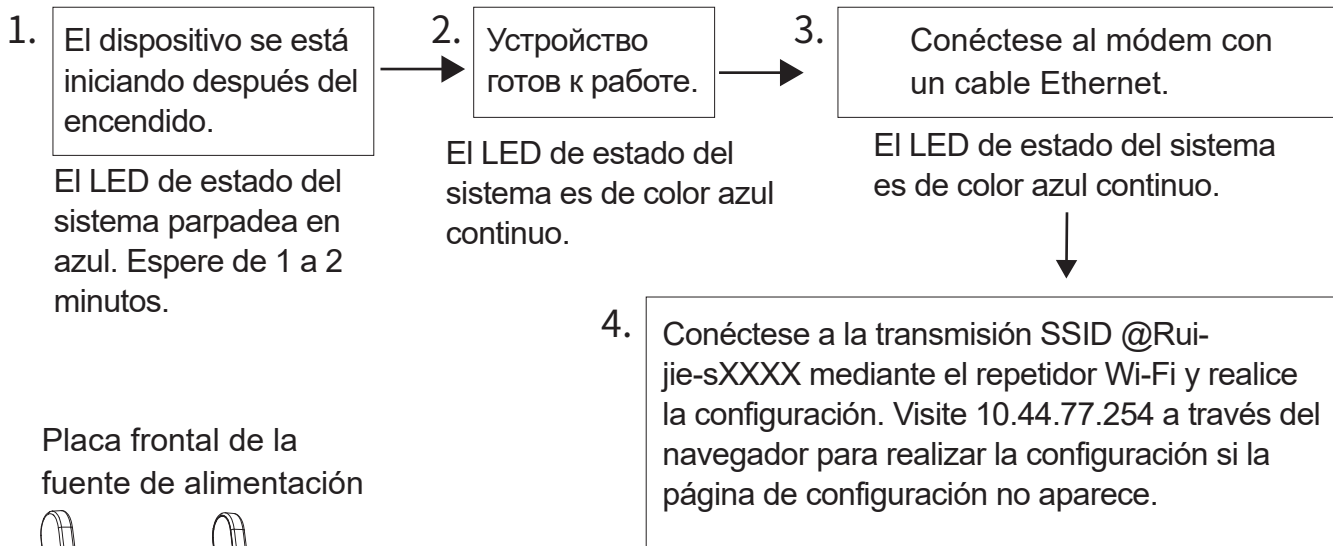 1.
El dispositivo se está
iniciando después del
encendido.
El LED de estado del
sistema parpadea en
azul. Espere de 1 a 2
minutos.
2.
Устройство
готов к работе.
El LED de estado del
sistema es de color azul
continuo.
3.
Conéctese al módem con
un cable Ethernet.
El LED de estado del sistema
es de color azul continuo.
4.
Conéctese a la transmisión SSID @Rui-
jie-sXXXX mediante el repetidor Wi-Fi y realice
la configuración. Visite 10.44.77.254 a través del
navegador para realizar la configuración si la
página de configuración no aparece.
Placa frontal de la
fuente de alimentación